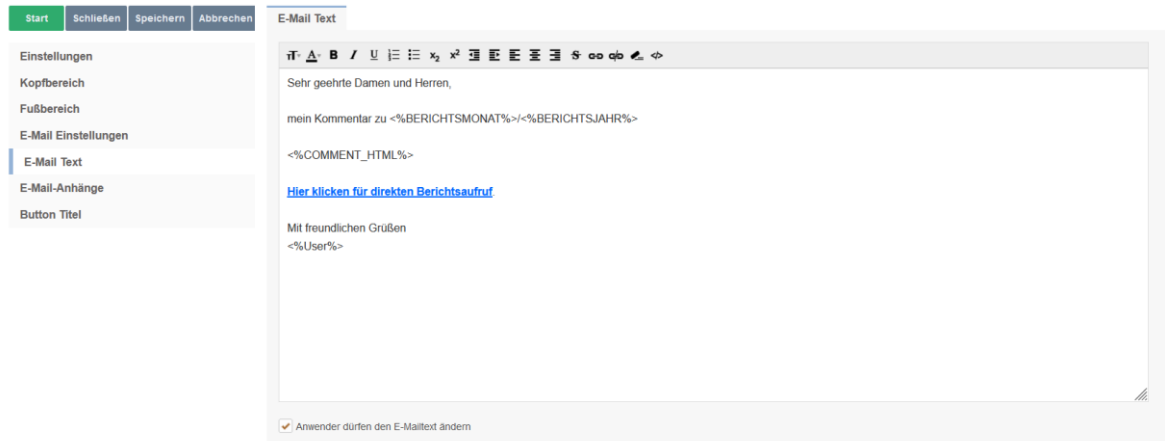 Start Schließen Speichern Abbrechen
Einstellungen
Kopfbereich
Fußbereich
E-Mail Einstellungen
E-Mail Text
E-Mail-Anhänge
Button Titel
E-Mail Text
Sehr geehrte Damen und Herren,
mein Kommentar zu <%BERICHTSMONAT%>/<%BERICHTSJAHR%>
<%COMMENT_HTML%>
Hier klicken für direkten Berichtsaufruf.
Mit freundlichen Grüßen
<%User%>
Anwender dürfen den E-Mailtext ändern